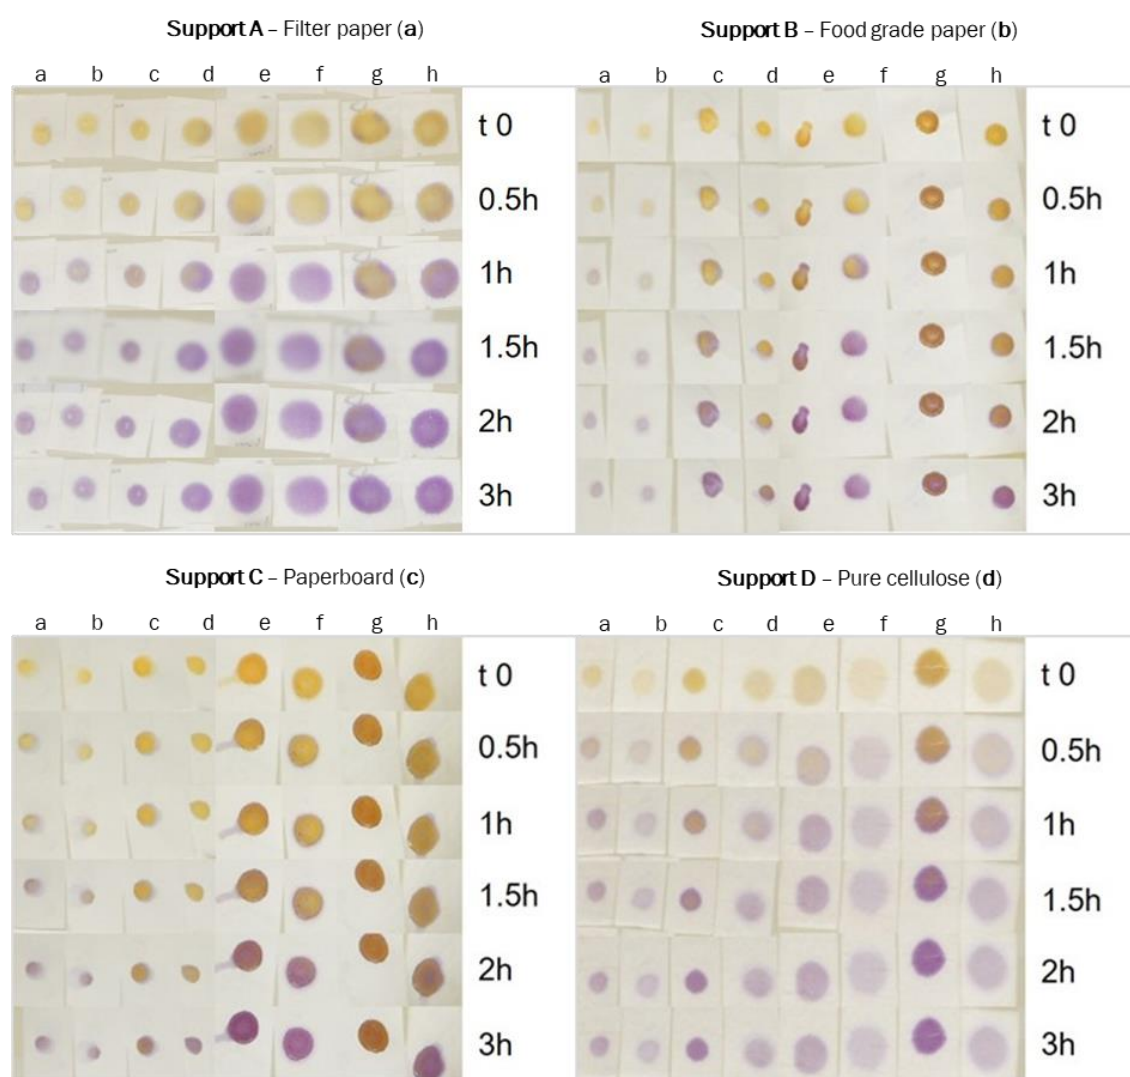 Support A – Filter paper (a)
a b c d e f g h
t 0
0.5h
1h
1.5h
2h
3h
Support B – Food grade paper (b)
a b c d e f g h
t 0
0.5h
1h
1.5h
2h
3h
Support C – Paperboard (c)
a b c d e f g h
t 0
0.5h
1h
1.5h
2h
3h
Support D – Pure cellulose (d)
a b c d e f g h
t 0
0.5h
1h
1.5h
2h
3h